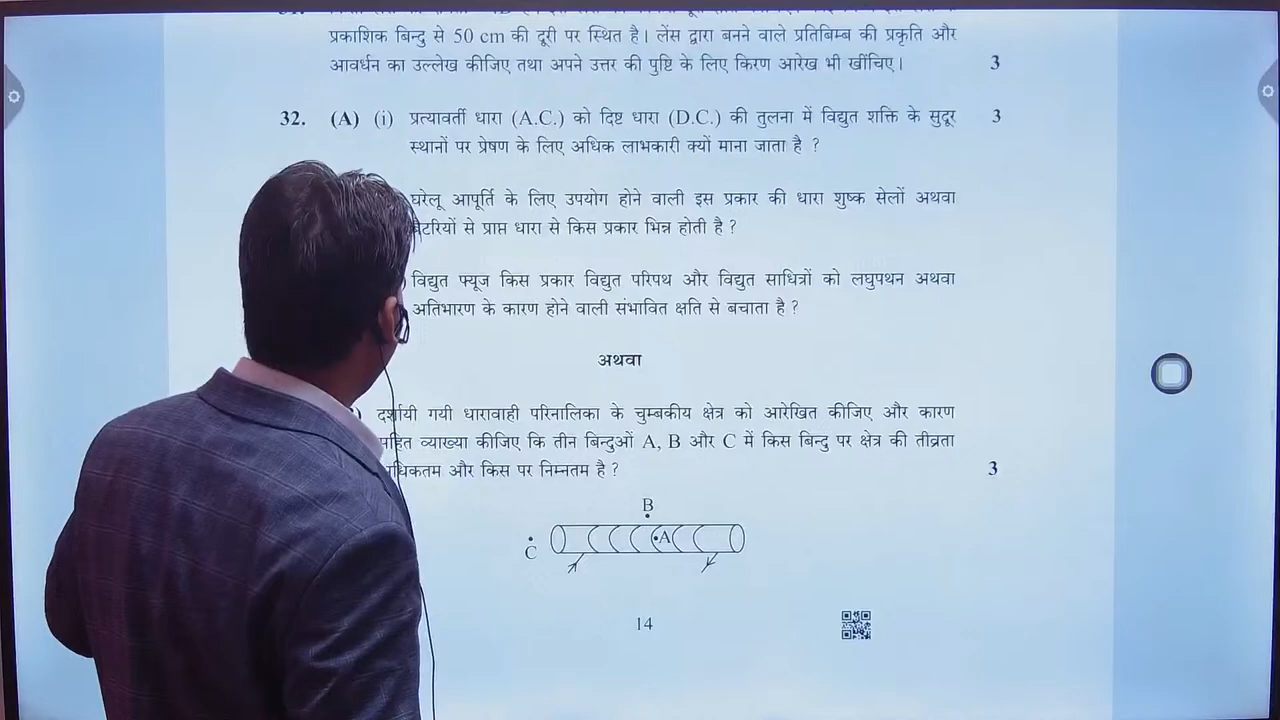 प्रकाशिक बिन्दु से 50 cm की दूरी पर स्थित है। लेंस द्वारा बनने वाले प्रतिबिम्ब की प्रकृति और
आवर्धन का उल्लेख कीजिए तथा अपने उत्तर की पुष्टि के लिए किरण आरेख भी खींचिए। 3
32. (A) (i) प्रत्यावर्ती धारा (A.C.) को दिष्ट धारा (D.C.) की तुलना में विद्युत शक्ति के सुदूर 3
स्थानों पर प्रेषण के लिए अधिक लाभकारी क्यों माना जाता है ?
घरेलू आपूर्ति के लिए उपयोग होने वाली इस प्रकार की धारा शुष्क सेलों अथवा
से प्राप्त धारा से किस प्रकार भिन्न होती है ?
विद्युत फ्यूज किस प्रकार विद्युत परिपथ और विद्युत साधित्रों को लघुपथन अथवा
अतिभारण के कारण होने वाली संभावित क्षति से बचाता है ?
अथवा
दर्शायी गयी धारावाही परिनालिका के चुम्बकीय क्षेत्र को आरेखित कीजिए और कारण
व्याख्या कीजिए कि तीन बिन्दुओं A, B और C में किस बिन्दु पर क्षेत्र की तीव्रता
और किस पर निम्नतम है ? 3
B
A
C
14